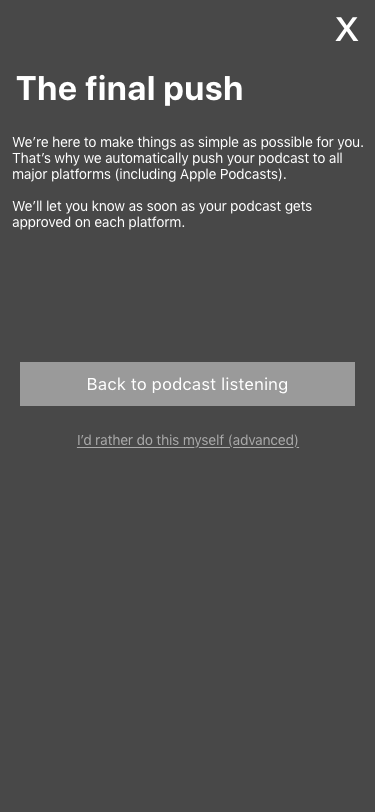 X
The final push
We’re here to make things as simple as possible for you.
That’s why we automatically push your podcast to all
major platforms (including Apple Podcasts).
We’ll let you know as soon as your podcast gets
approved on each platform.
Back to podcast listening
I’d rather do this myself (advanced)